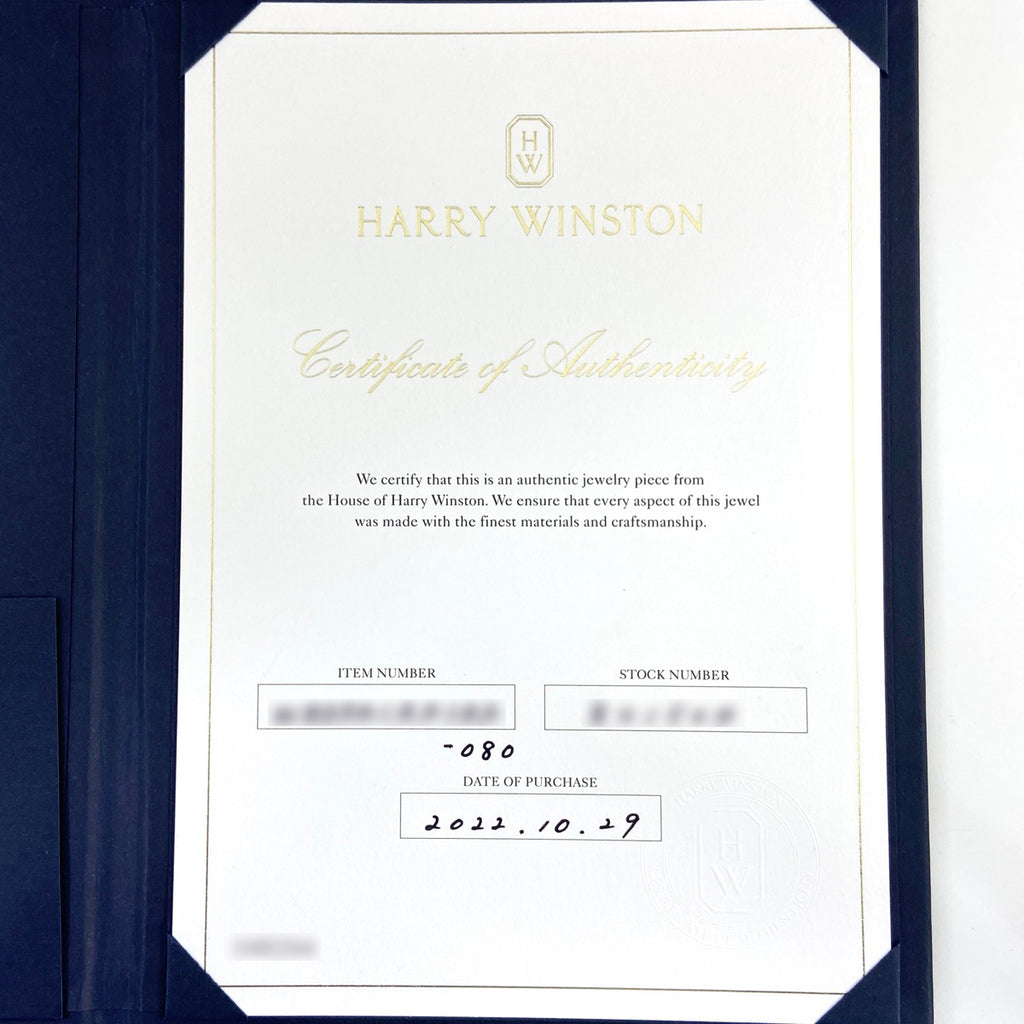 HW
HARRY WINSTON
Certificate of Authenticity
We certify that this is an authentic jewelry piece from
the House of Harry Winston. We ensure that every aspect of this jewel
was made with the finest materials and craftsmanship.
ITEM NUMBER
STOCK NUMBER
-080
DATE OF PURCHASE
2022.10.29
HARRY WINSTON
HW